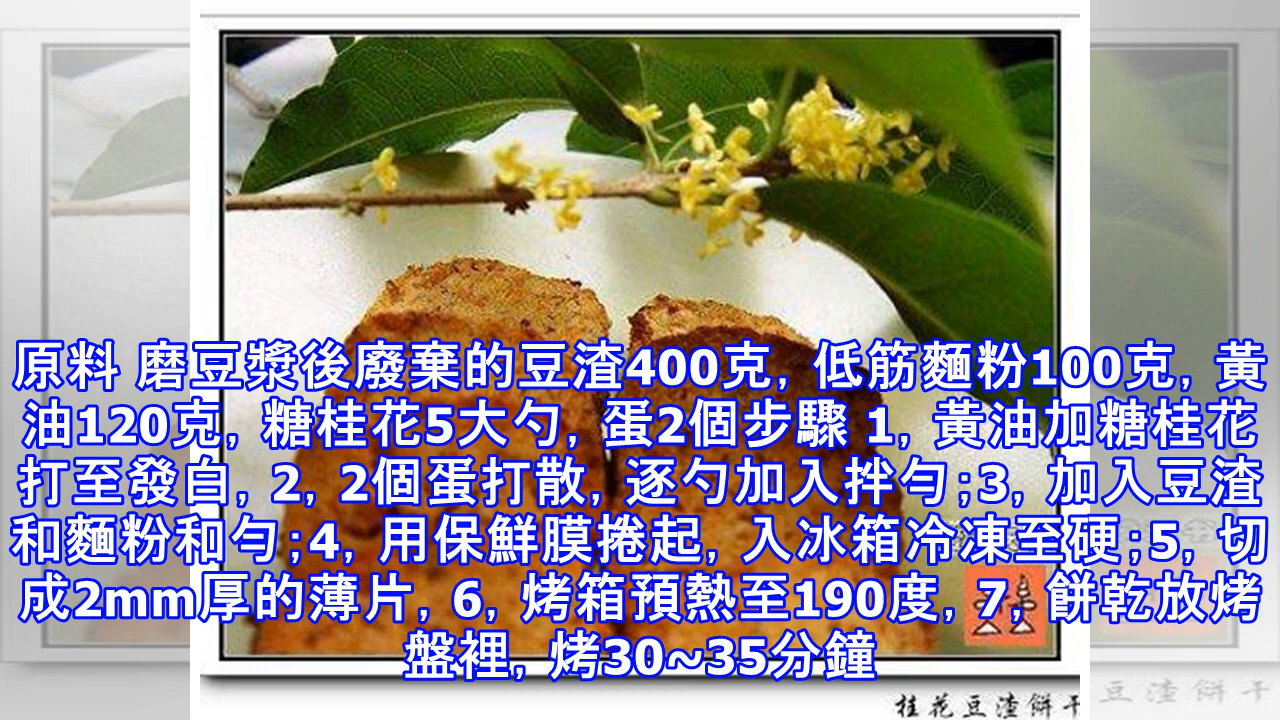 原料 磨豆漿後廢棄的豆渣400克, 低筋麵粉100克, 黃
油120克, 糖桂花5大勺, 蛋2個步驟 1, 黃油加糖桂花
打至發白, 2, 2個蛋打散, 逐勺加入拌勻;3, 加入豆渣
和麵粉和勻;4, 用保鮮膜捲起, 入冰箱冷凍至硬;5, 切
成2mm厚的薄片, 6, 烤箱預熱至190度, 7, 餅乾放烤
盤裡, 烤30~35分鐘
桂花豆渣餅干
豆渣餅干